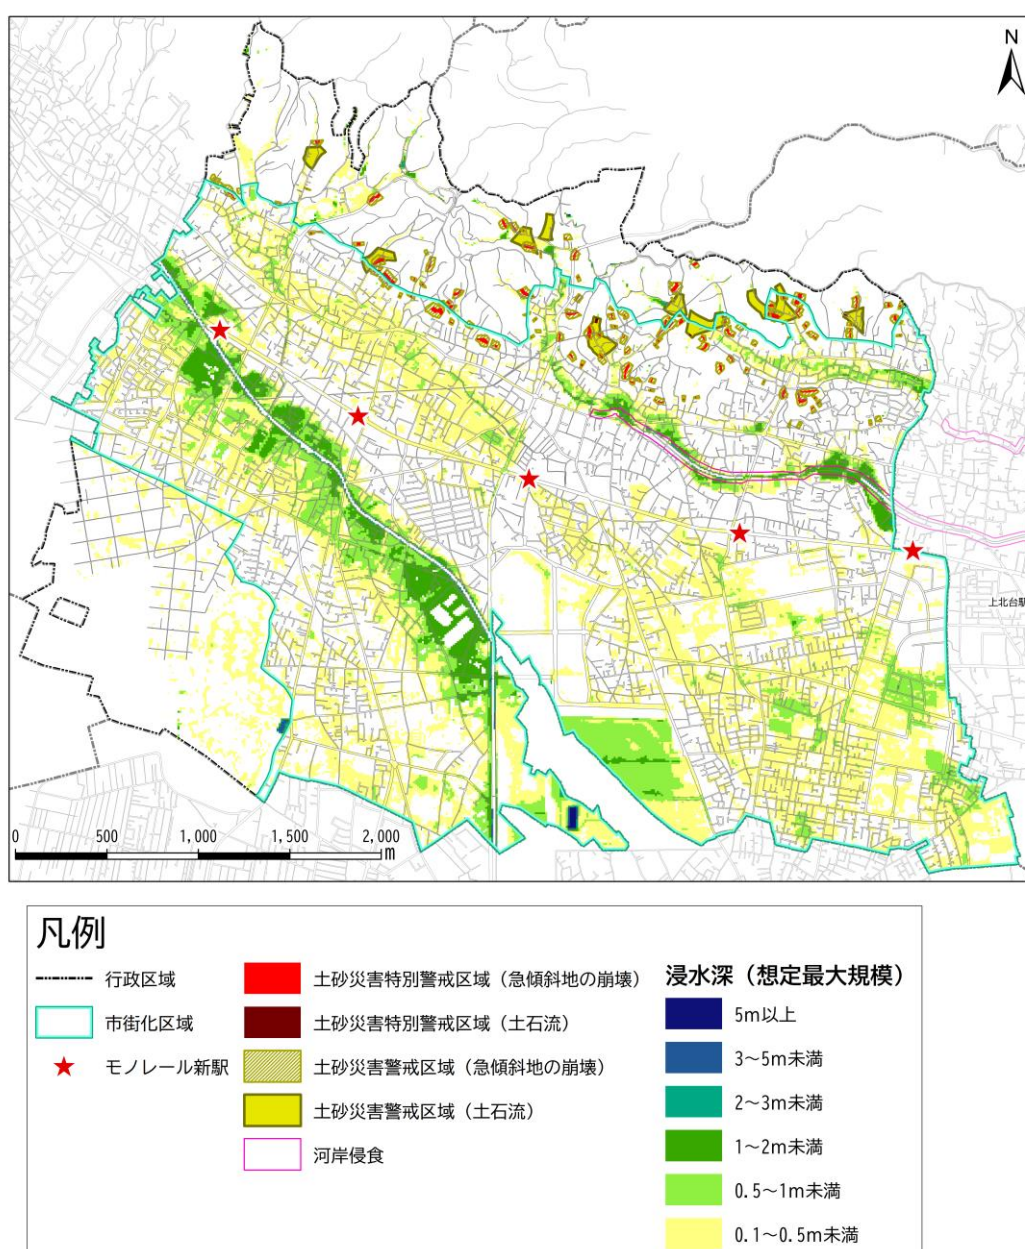 N
上北台駅
0 500 1,000 1,500 2,000 m
凡例
行政区域
市街化区域
モノレール新駅
土砂災害特別警戒区域（急傾斜地の崩壊）
土砂災害特別警戒区域（土石流）
土砂災害警戒区域（急傾斜地の崩壊）
土砂災害警戒区域（土石流）
河岸侵食
浸水深（想定最大規模）
5m以上
3～5m未満
2～3m未満
1～2m未満
0.5～1m未満
0.1～0.5m未満